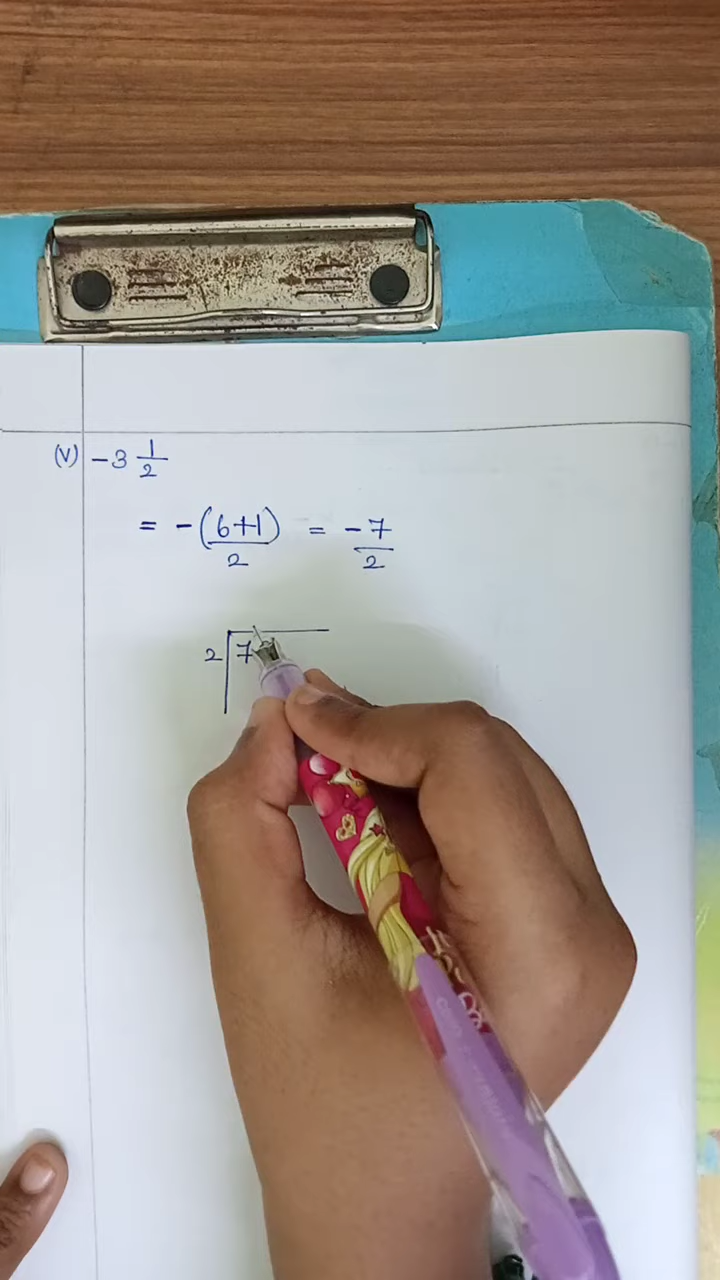 (V) -3 1/2
= -(6+1)/2 = -7/2
2 7